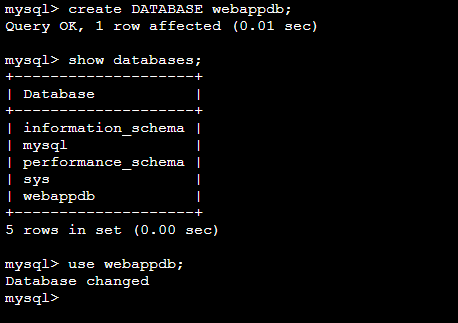 mysql> create DATABASE webappdb;
Query OK, 1 row affected (0.01 sec)
mysql> show databases;
+--------------------+
| Database           |
+--------------------+
| information_schema |
| mysql              |
| performance_schema |
| sys                |
| webappdb           |
+--------------------+
5 rows in set (0.00 sec)
mysql> use webappdb;
Database changed
mysql>